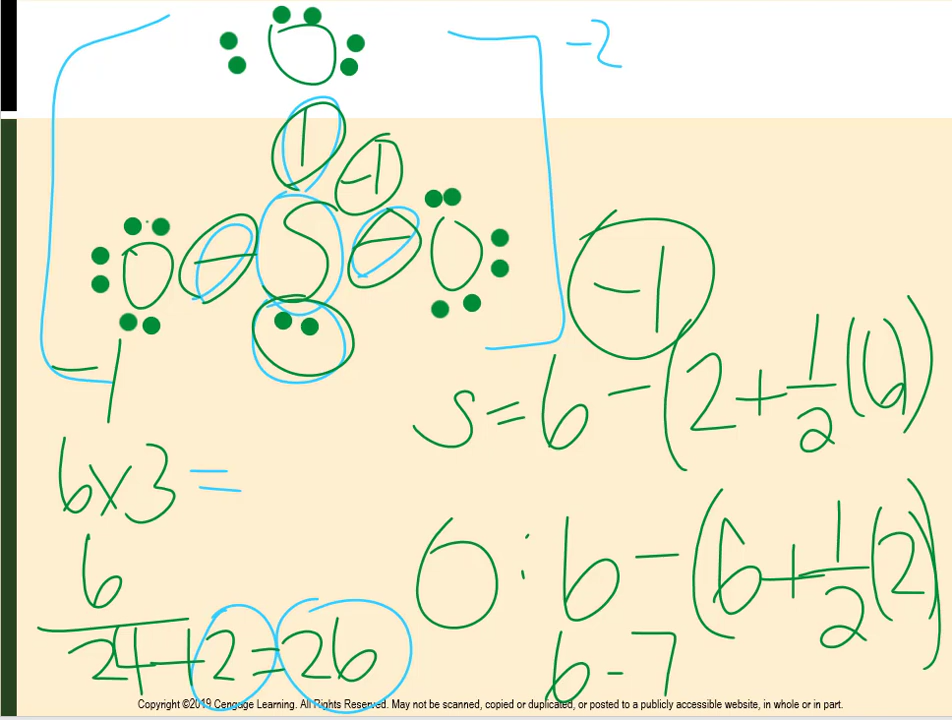 O
-2
|
-1
O - S - O
-1
-1
S = 6 - (2 + 1/2 (6))
6x3 =
6
O : 6 - (6 + 1/2 (2))
24 + 2 = 26
6 - 7
Copyright ©2019 Cengage Learning. All Rights Reserved. May not be scanned, copied or duplicated, or posted to a publicly accessible website, in whole or in part.